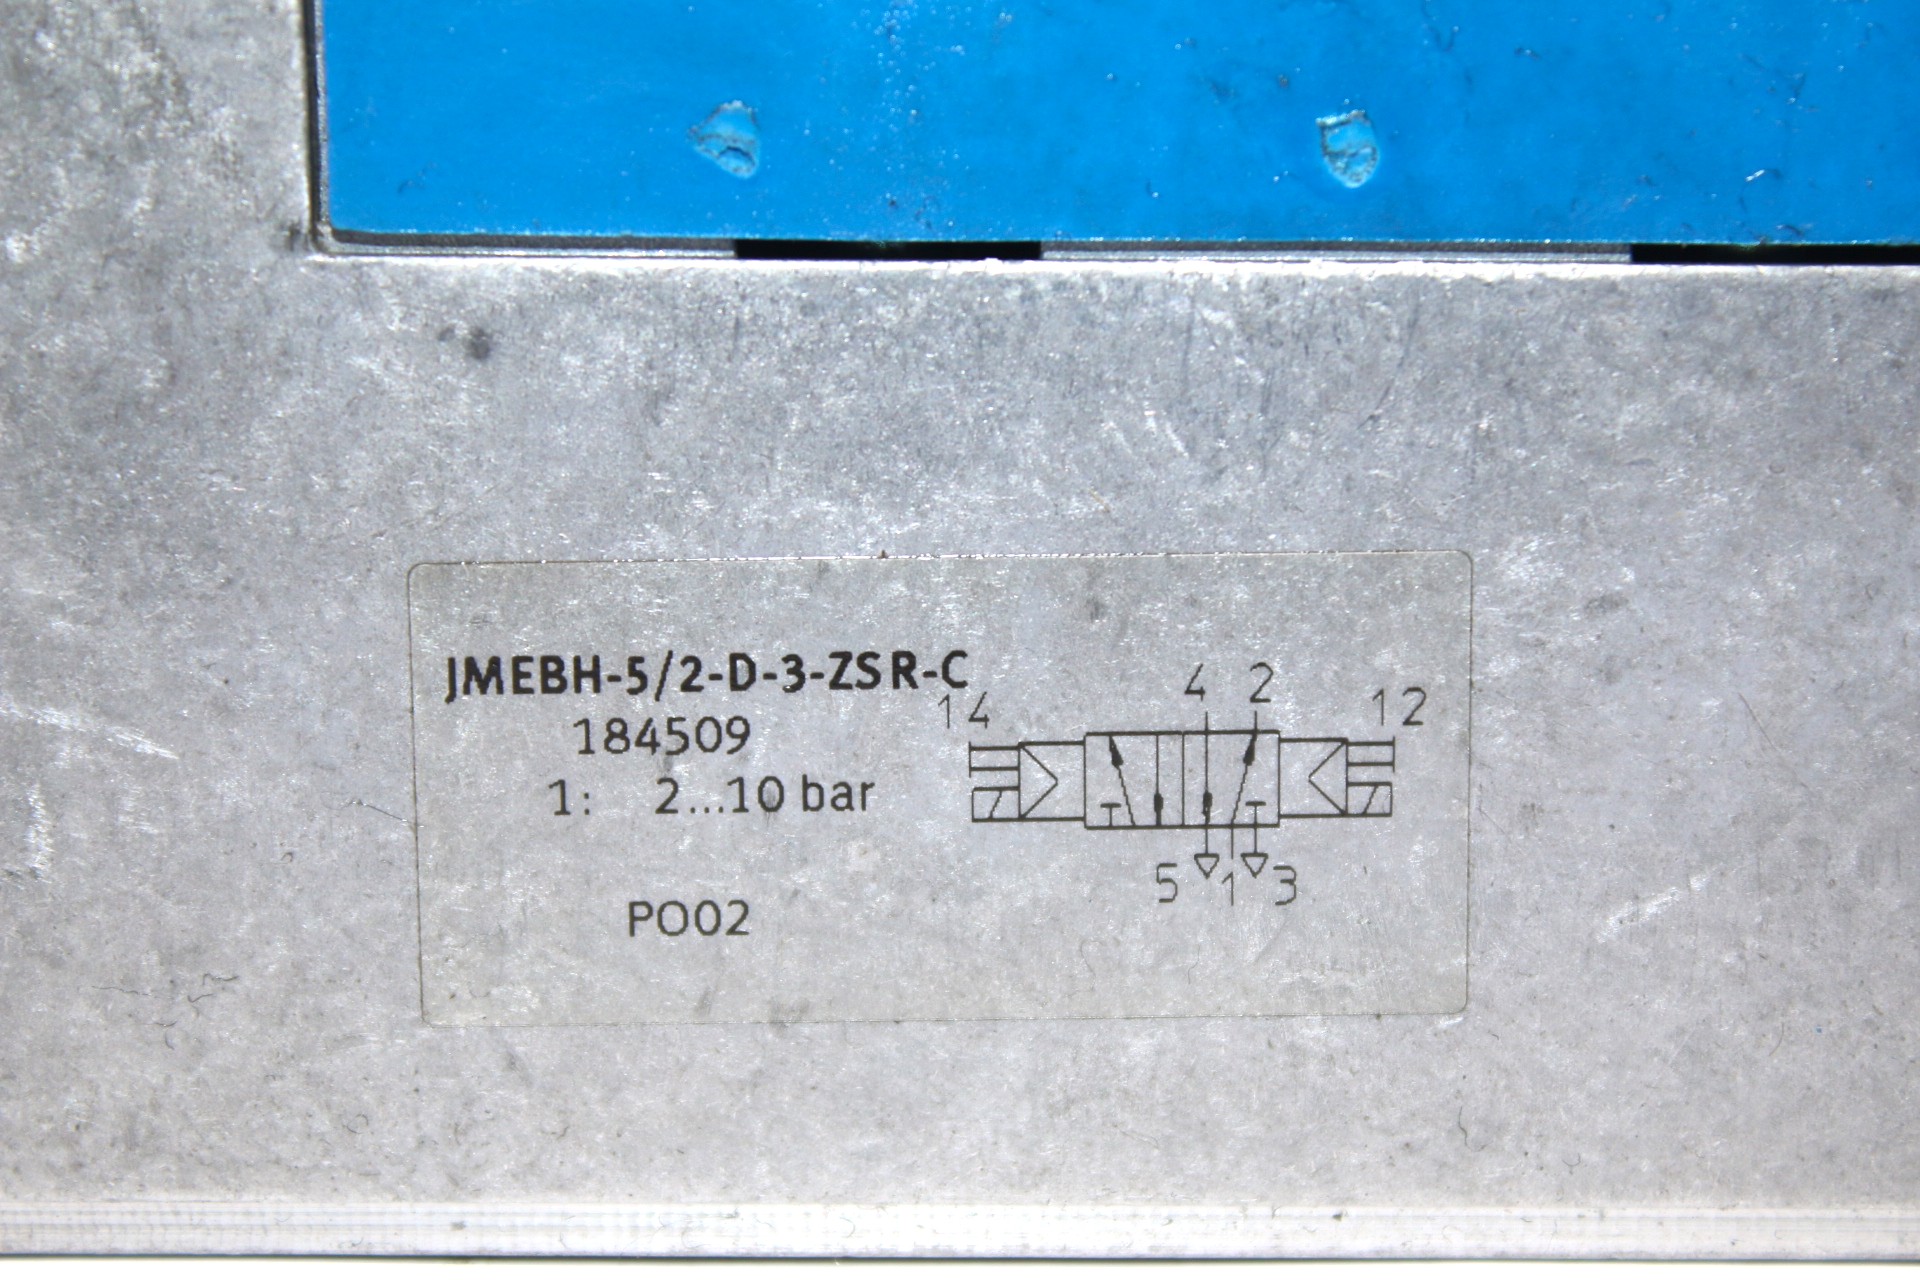 JMEBH-5/2-D-3-ZSR-C
184509
1: 2...10 bar
PO02
14 4 2 12
5 1 3